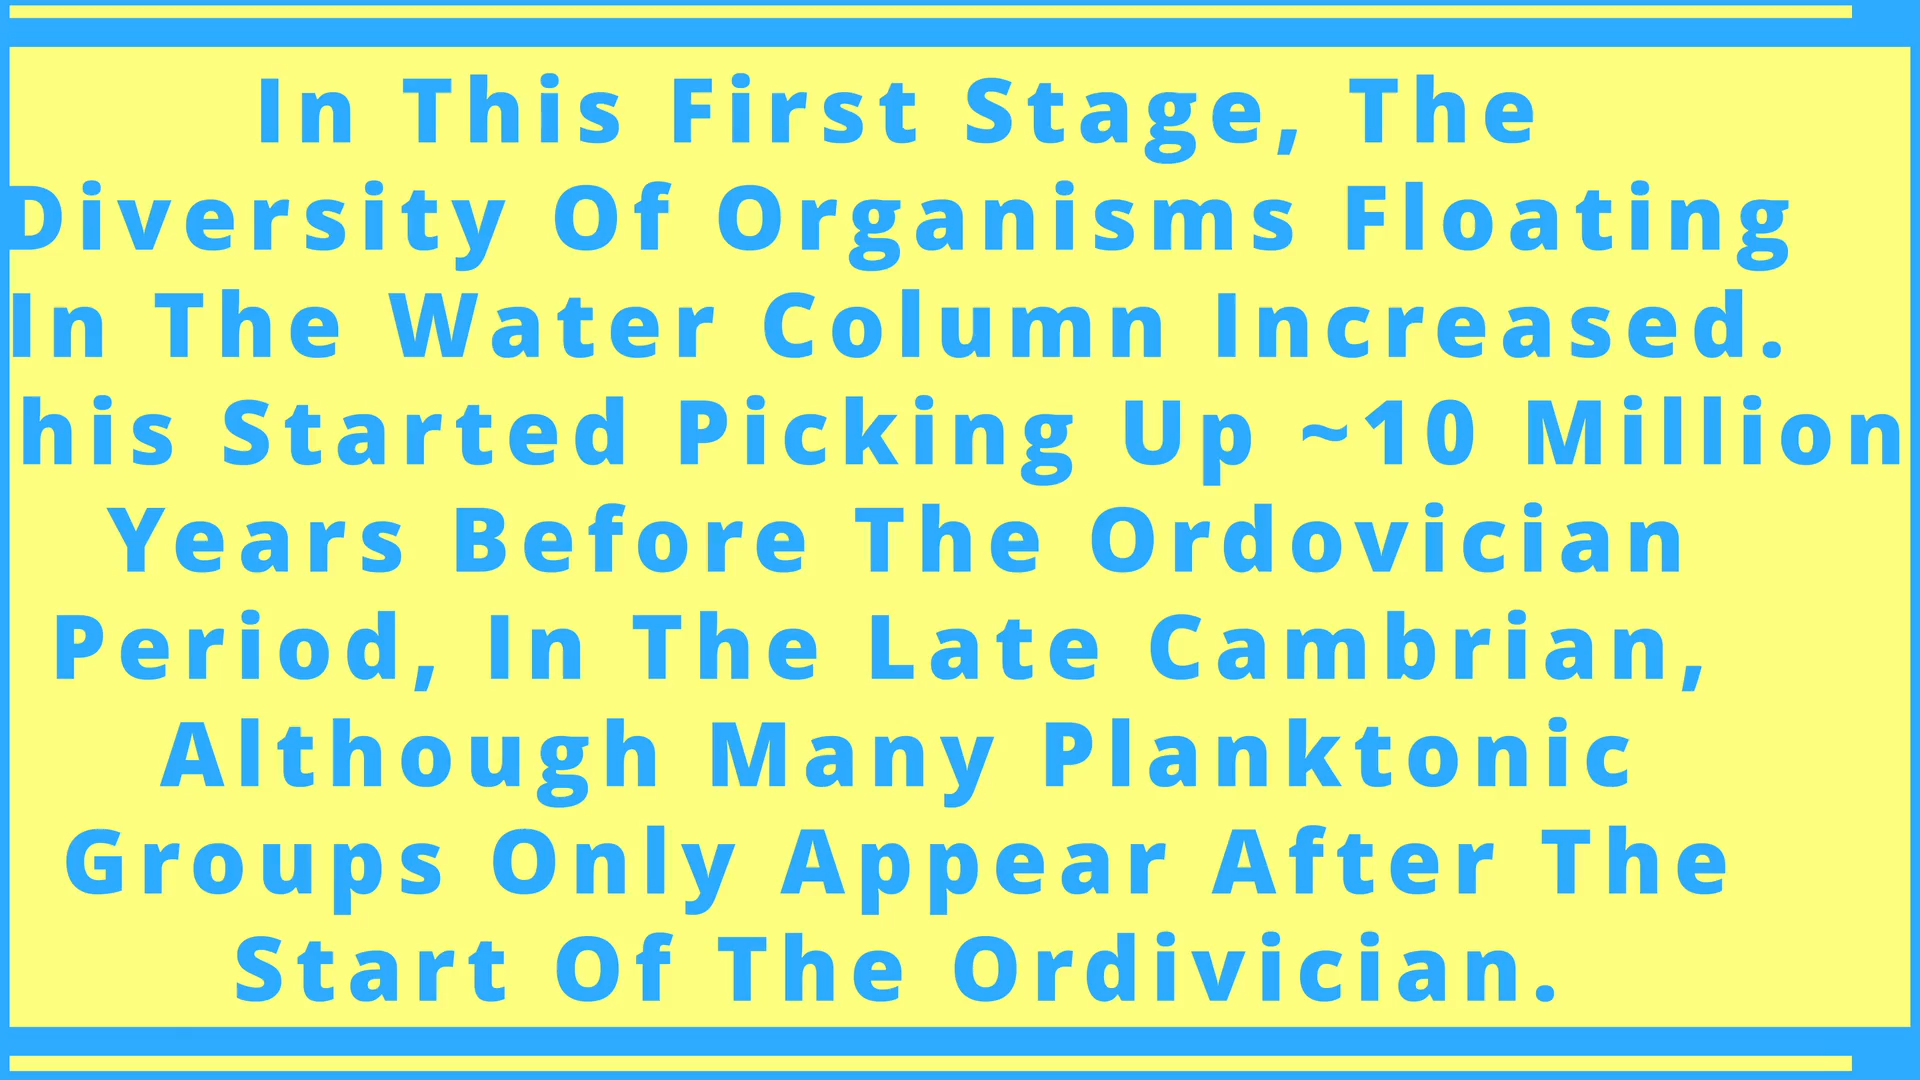 In This First Stage, The
Diversity Of Organisms Floating
In The Water Column Increased.
his Started Picking Up ~10 Million
Years Before The Ordovician
Period, In The Late Cambrian,
Although Many Planktonic
Groups Only Appear After The
Start Of The Ordivician.